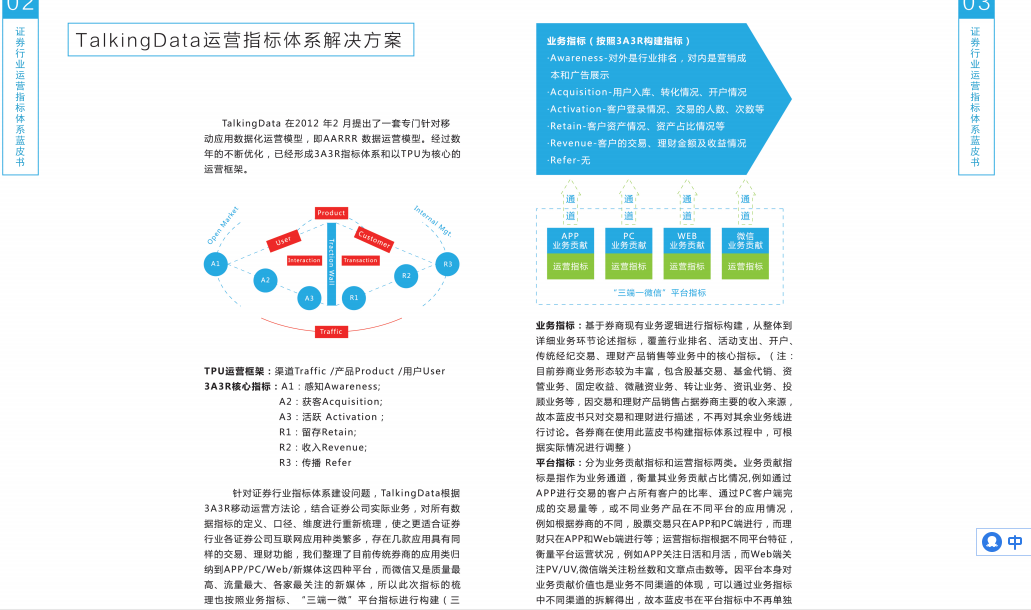 02
证券行业运营指标体系蓝皮书
TalkingData运营指标体系解决方案
TalkingData 在2012 年2 月提出了一套专门针对移
动应用数据化运营模型，即AARRR 数据运营模型。经过数
年的不断优化，已经形成3A3R指标体系和以TPU为核心的
运营框架。
Open Market
Internal Mgt
Product
User
Customer
Interaction
Transaction
Traction Wall
A1
A2
A3
R1
R2
R3
Traffic
TPU运营框架：渠道Traffic /产品Product /用户User
3A3R核心指标：A1：感知Awareness;
A2：获客Acquisition;
A3：活跃 Activation ;
R1：留存Retain;
R2：收入Revenue;
R3：传播 Refer
针对证券行业指标体系建设问题，TalkingData根据
3A3R移动运营方法论，结合证券公司实际业务，对所有数
据指标的定义、口径、维度进行重新梳理，使之更适合证券
行业各证券公司互联网应用种类繁多，存在几款应用具有同
样的交易、理财功能，我们整理了目前传统券商的应用类归
纳到APP/PC/Web/新媒体这四种平台，而微信又是质量最
高、流量最大、各家最关注的新媒体，所以此次指标的梳
理也按照业务指标、“三端一微”平台指标进行构建（三
03
证券行业运营指标体系蓝皮书
业务指标（按照3A3R构建指标）
·Awareness-对外是行业排名，对内是营销成
本和广告展示
·Acquisition-用户入库、转化情况、开户情况
·Activation-客户登录情况、交易的人数、次数等
·Retain-客户资产情况、资产占比情况等
·Revenue-客户的交易、理财金额及收益情况
·Refer-无
通道
通道
通道
通道
APP
业务贡献
运营指标
PC
业务贡献
运营指标
WEB
业务贡献
运营指标
微信
业务贡献
运营指标
“三端一微信”平台指标
业务指标：基于券商现有业务逻辑进行指标构建，从整体到
详细业务环节论述指标，覆盖行业排名、活动支出、开户、
传统经纪交易、理财产品销售等业务中的核心指标。（注：
目前券商业务形态较为丰富，包含股基交易、基金代销、资
管业务、固定收益、微融资业务、转让业务、资讯业务、投
顾业务等，因交易和理财产品销售占据券商主要的收入来源，
故本蓝皮书只对交易和理财进行描述，不再对其余业务线进
行讨论。各券商在使用此蓝皮书构建指标体系过程中，可根
据实际情况进行调整）
平台指标：分为业务贡献指标和运营指标两类。业务贡献指
标是指作为业务通道，衡量其业务贡献占比情况,例如通过
APP进行交易的客户占所有客户的比率、通过PC客户端完
成的交易量等，或不同业务产品在不同平台的应用情况，
例如根据券商的不同，股票交易只在APP和PC端进行，而理
财只在APP和Web端进行等；运营指标指根据不同平台特征，
衡量平台运营状况，例如APP关注日活和月活，而Web端关
注PV/UV,微信端关注粉丝数和文章点击数等。因平台本身对
业务贡献价值也是业务不同渠道的体现，可以通过业务指标
中不同渠道的拆解得出，故本蓝皮书在平台指标中不再单独
中